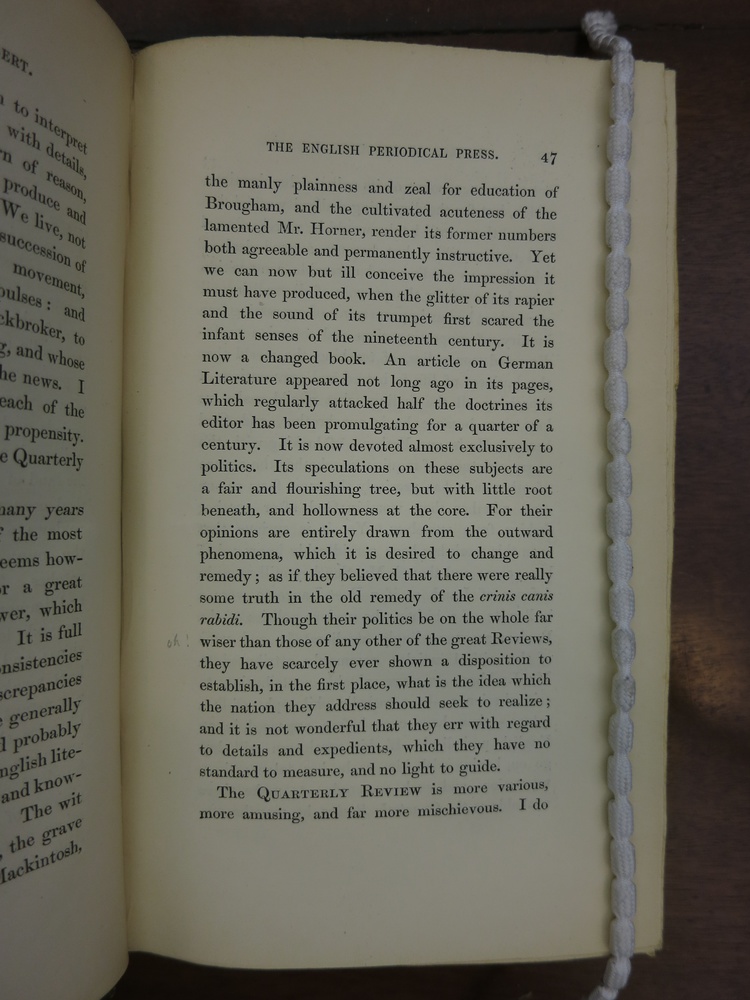 ERT.
to interpret
with details,
of reason,
produce and
We live, not
succession of
movement,
and
to
and whose
he news. I
each of the
propensity.
Quarterly
many years
the most
how-
a great
which
It is full
generally
probably
lite-
and know-
The wit
the grave
Mackintosh,
THE ENGLISH PERIODICAL PRESS. 47
the manly plainness and zeal for education of
Brougham, and the cultivated acuteness of the
lamented Mr. Horner, render its former numbers
both agreeable and permanently instructive. Yet
we can now but ill conceive the impression it
must have produced, when the glitter of its rapier
and the sound of its trumpet first scared the
infant senses of the nineteenth century. It is
now a changed book. An article on German
Literature appeared not long ago in its pages,
which regularly attacked half the doctrines its
editor has been promulgating for a quarter of a
century. It is now devoted almost exclusively to
politics. Its speculations on these subjects are
a fair and flourishing tree, but with little root
beneath, and hollowness at the core. For their
opinions are entirely drawn from the outward
phenomena, which it is desired to change and
remedy; as if they believed that there were really
some truth in the old remedy of the crinis canis
rabidi. Though their politics be on the whole far
oh! wiser than those of any other of the great Reviews,
they have scarcely ever shown a disposition to
establish, in the first place, what is the idea which
the nation they address should seek to realize;
and it is not wonderful that they err with regard
to details and expedients, which they have no
standard to measure, and no light to guide.
The QUARTERLY REVIEW is more various,
more amusing, and far more mischievous. I do